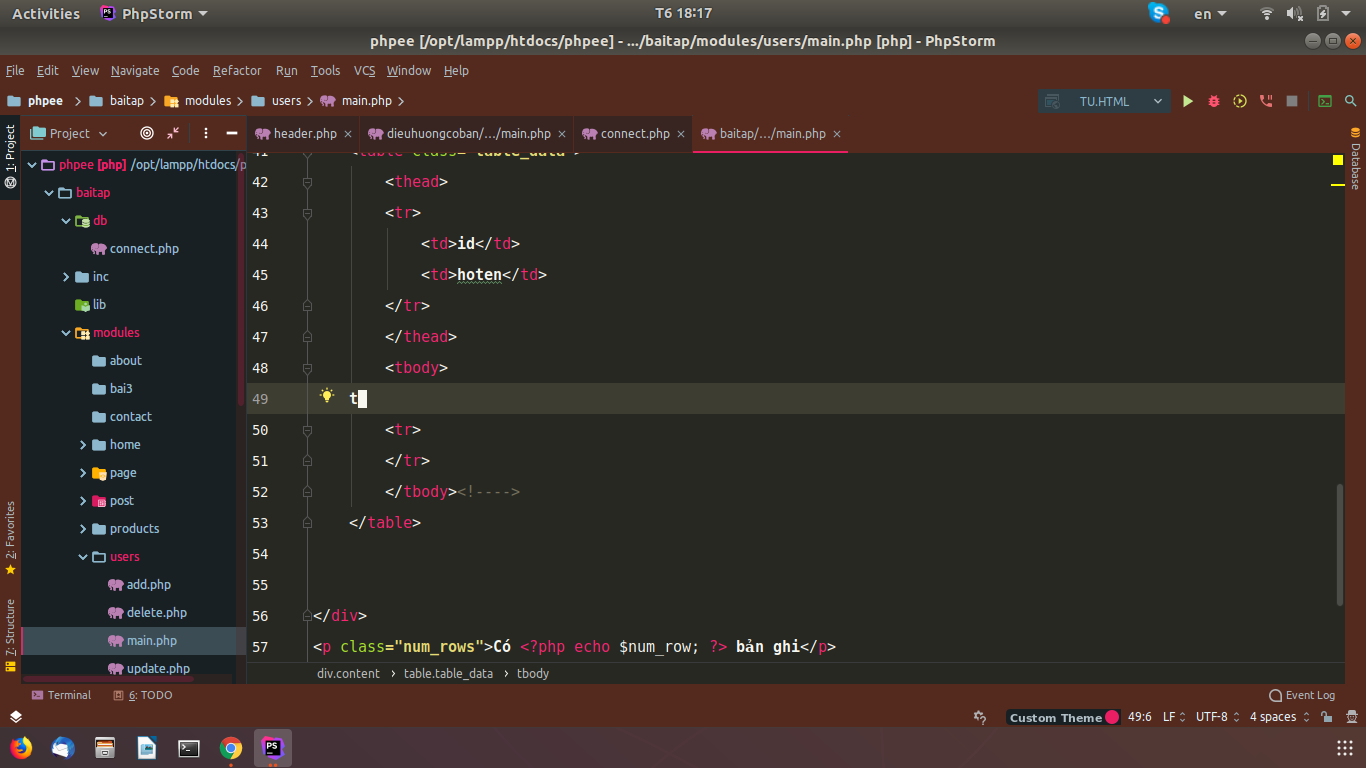 Activities PhpStorm T6 18:17 en
phpee [/opt/lampp/htdocs/phpee] - .../baitap/modules/users/main.php [php] - PhpStorm
File Edit View Navigate Code Refactor Run Tools VCS Window Help
phpee baitap modules users main.php TU.HTML
1: Project
Project
header.php dieuhuongcoban/.../main.php connect.php baitap/.../main.php
Database
phpee [php] /opt/lampp/htdocs/p
baitap
db
connect.php
inc
lib
modules
about
bai3
contact
home
page
post
products
users
add.php
delete.php
main.php
update.php
2: Favorites
7: Structure
41 <table class="table_data">
42 <thead>
43 <tr>
44 <td>id</td>
45 <td>hoten</td>
46 </tr>
47 </thead>
48 <tbody>
49 t
50 <tr>
51 </tr>
52 </tbody><!---->
53 </table>
54
55
56 </div>
57 <p class="num_rows">Có <?php echo $num_row; ?> bản ghi</p>
div.content table.table_data tbody
Terminal 6: TODO Event Log
Custom Theme 49:6 LF UTF-8 4 spaces